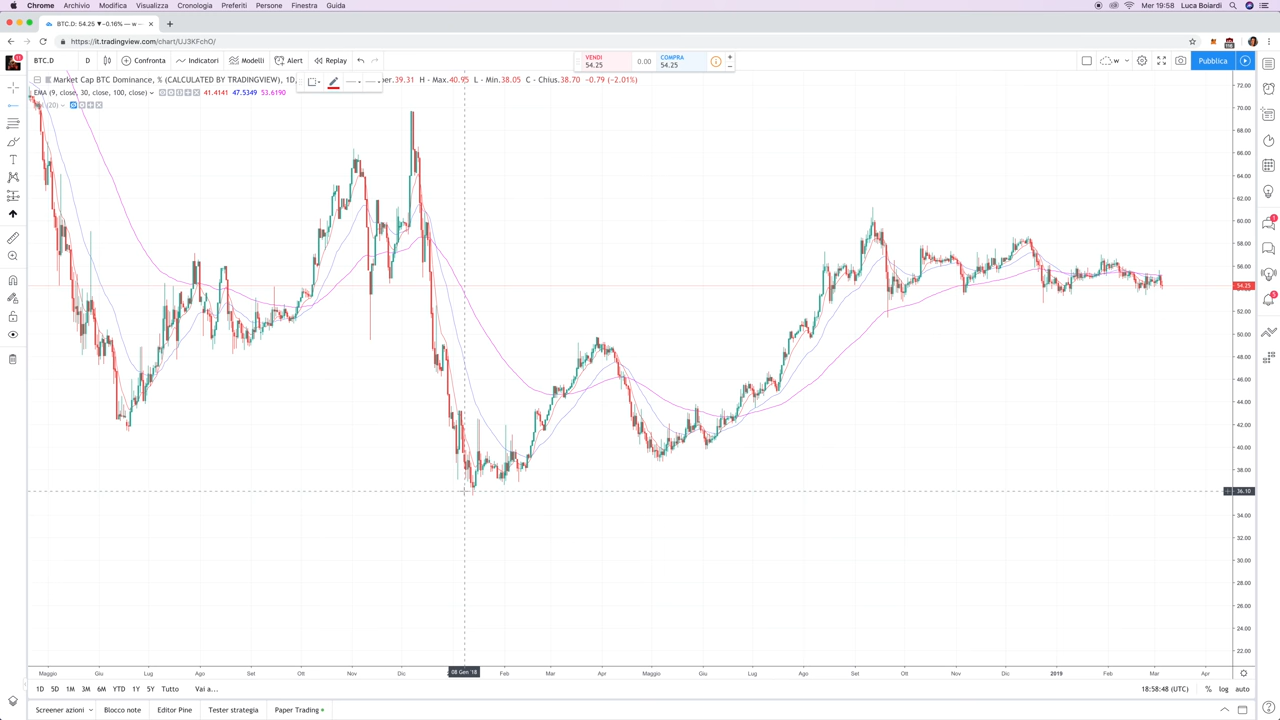 Chrome Archivio Modifica Visualizza Cronologia Preferiti Persone Finestra Guida Mer 19:58 Luca Boiardi
BTC.D: 54.25 ▼−0.16% — w
https://it.tradingview.com/chart/UJ3KFchO/
BTC.D D Confronta Indicatori Modelli Alert Replay
VENDI 54.25 0.00 COMPRA 54.25
w Pubblica
Market Cap BTC Dominance, % (CALCULATED BY TRADINGVIEW), 1D, per.39.31 H - Max.40.95 L - Min.38.05 C - Chius.38.70 -0.79 (-2.01%)
EMA (9, close, 30, close, 100, close) 41.4141 47.5349 53.6190
(20)
72.00
70.00
68.00
66.00
64.00
62.00
60.00
58.00
56.00
54.25
52.00
50.00
48.00
46.00
44.00
42.00
40.00
38.00
36.10
34.00
32.00
30.00
28.00
26.00
24.00
22.00
Maggio Giu Lug Ago Set Ott Nov Dic 08 Gen '18 Feb Mar Apr Maggio Giu Lug Ago Set Ott Nov Dic 2019 Feb Mar Apr
1D 5D 1M 3M 6M YTD 1Y 5Y Tutto Vai a... 18:58:48 (UTC) % log auto
Screener azioni Blocco note Editor Pine Tester strategia Paper Trading